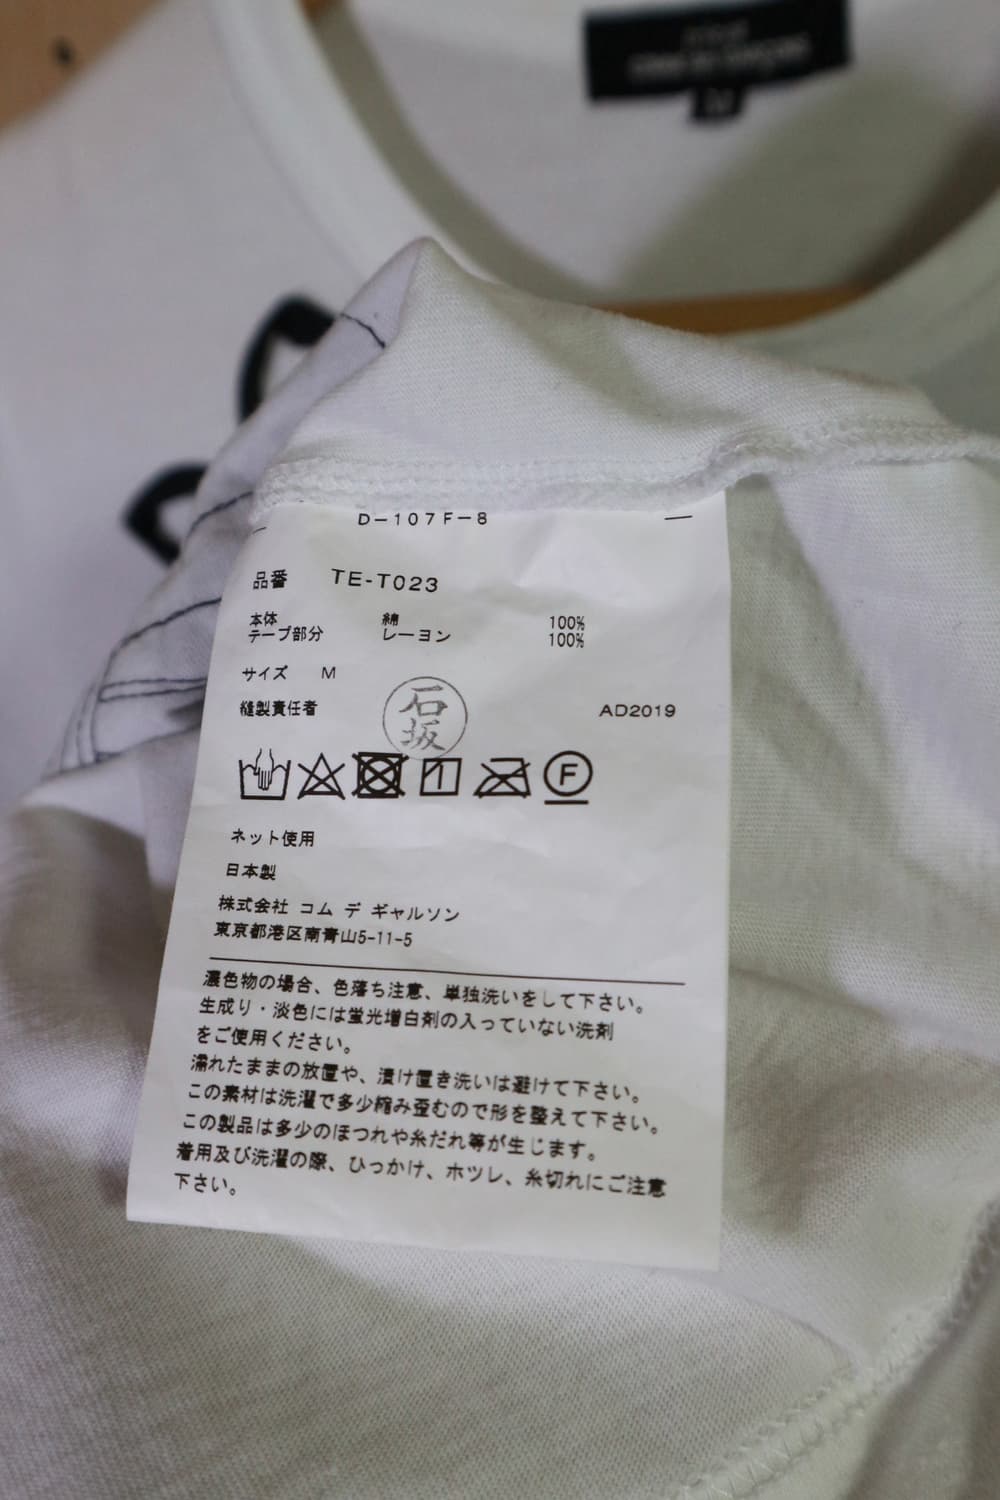 COMME des GARÇONS
M
D-107F-8
品番 TE-T023
本体 綿 100%
テープ部分 レーヨン 100%
サイズ M
縫製責任者 石坂 AD2019
F
ネット使用
日本製
株式会社 コム デ ギャルソン
東京都港区南青山5-11-5
濃色物の場合、色落ち注意、単独洗いをして下さい。
生成り・淡色には蛍光増白剤の入っていない洗剤
をご使用ください。
濡れたままの放置や、漬け置き洗いは避けて下さい。
この素材は洗濯で多少縮み歪むので形を整えて下さい。
この製品は多少のほつれや糸だれ等が生じます。
着用及び洗濯の際、ひっかけ、ホツレ、糸切れにご注意
下さい。